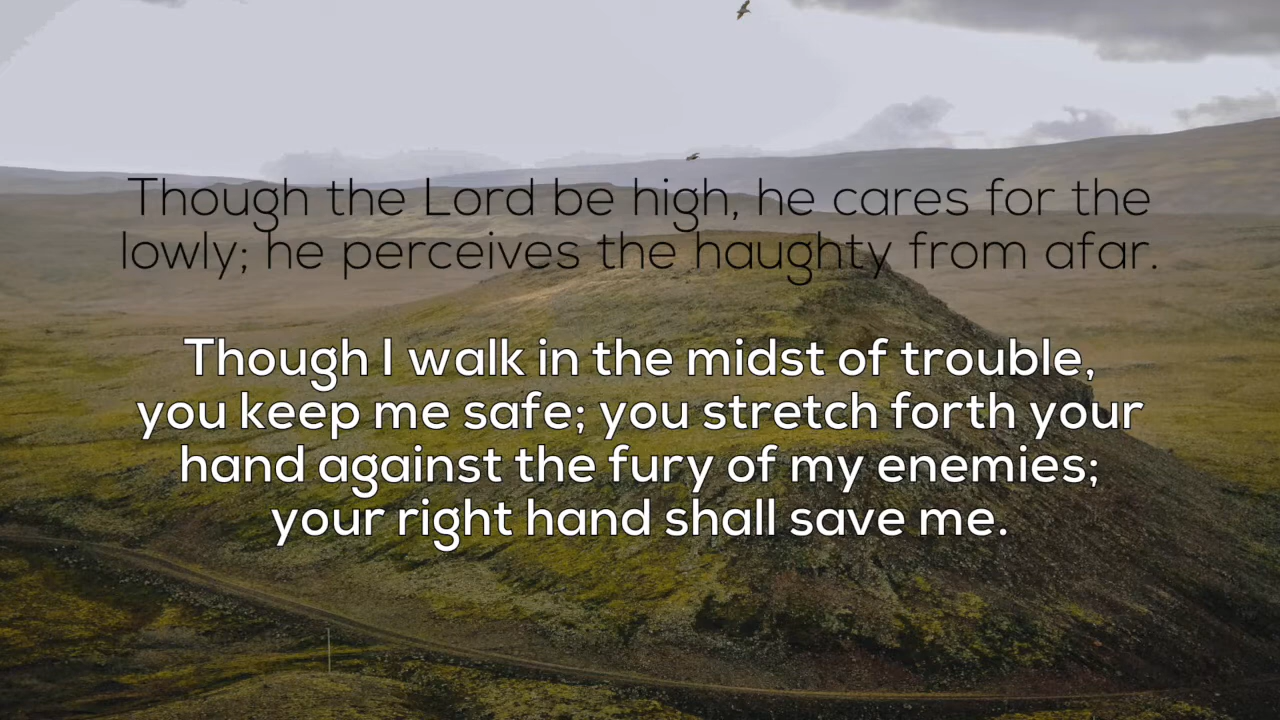 Though the Lord be high, he cares for the
lowly; he perceives the haughty from afar.
Though I walk in the midst of trouble,
you keep me safe; you stretch forth your
hand against the fury of my enemies;
your right hand shall save me.